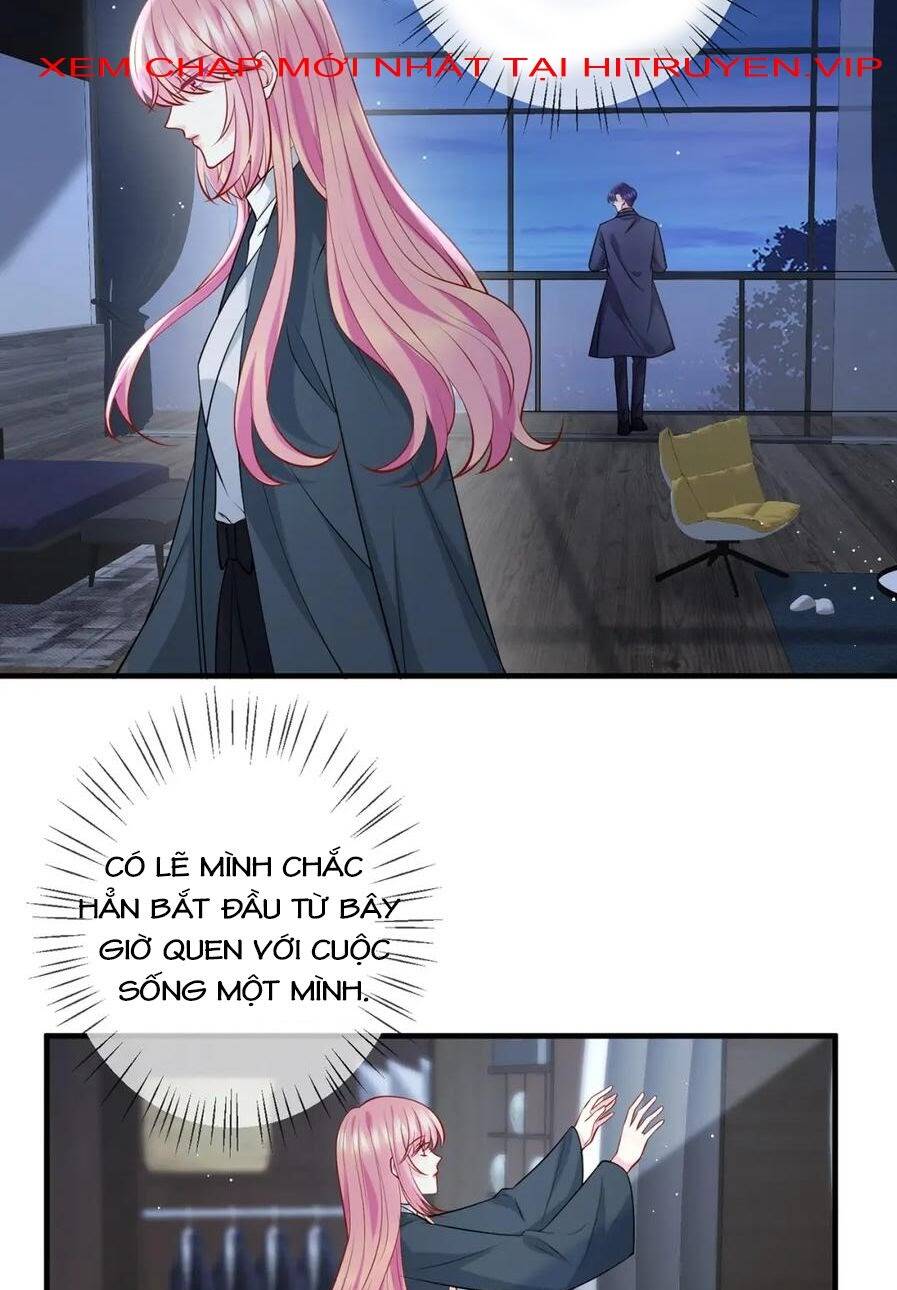 XEM CHAP MỚI NHẤT TẠI HITRUYEN.VIP
CÓ LẼ MÌNH CHẮC
HẲN BẮT ĐẦU TỪ BÂY
GIỜ QUEN VỚI CUỘC
SỐNG MỘT MÌNH.